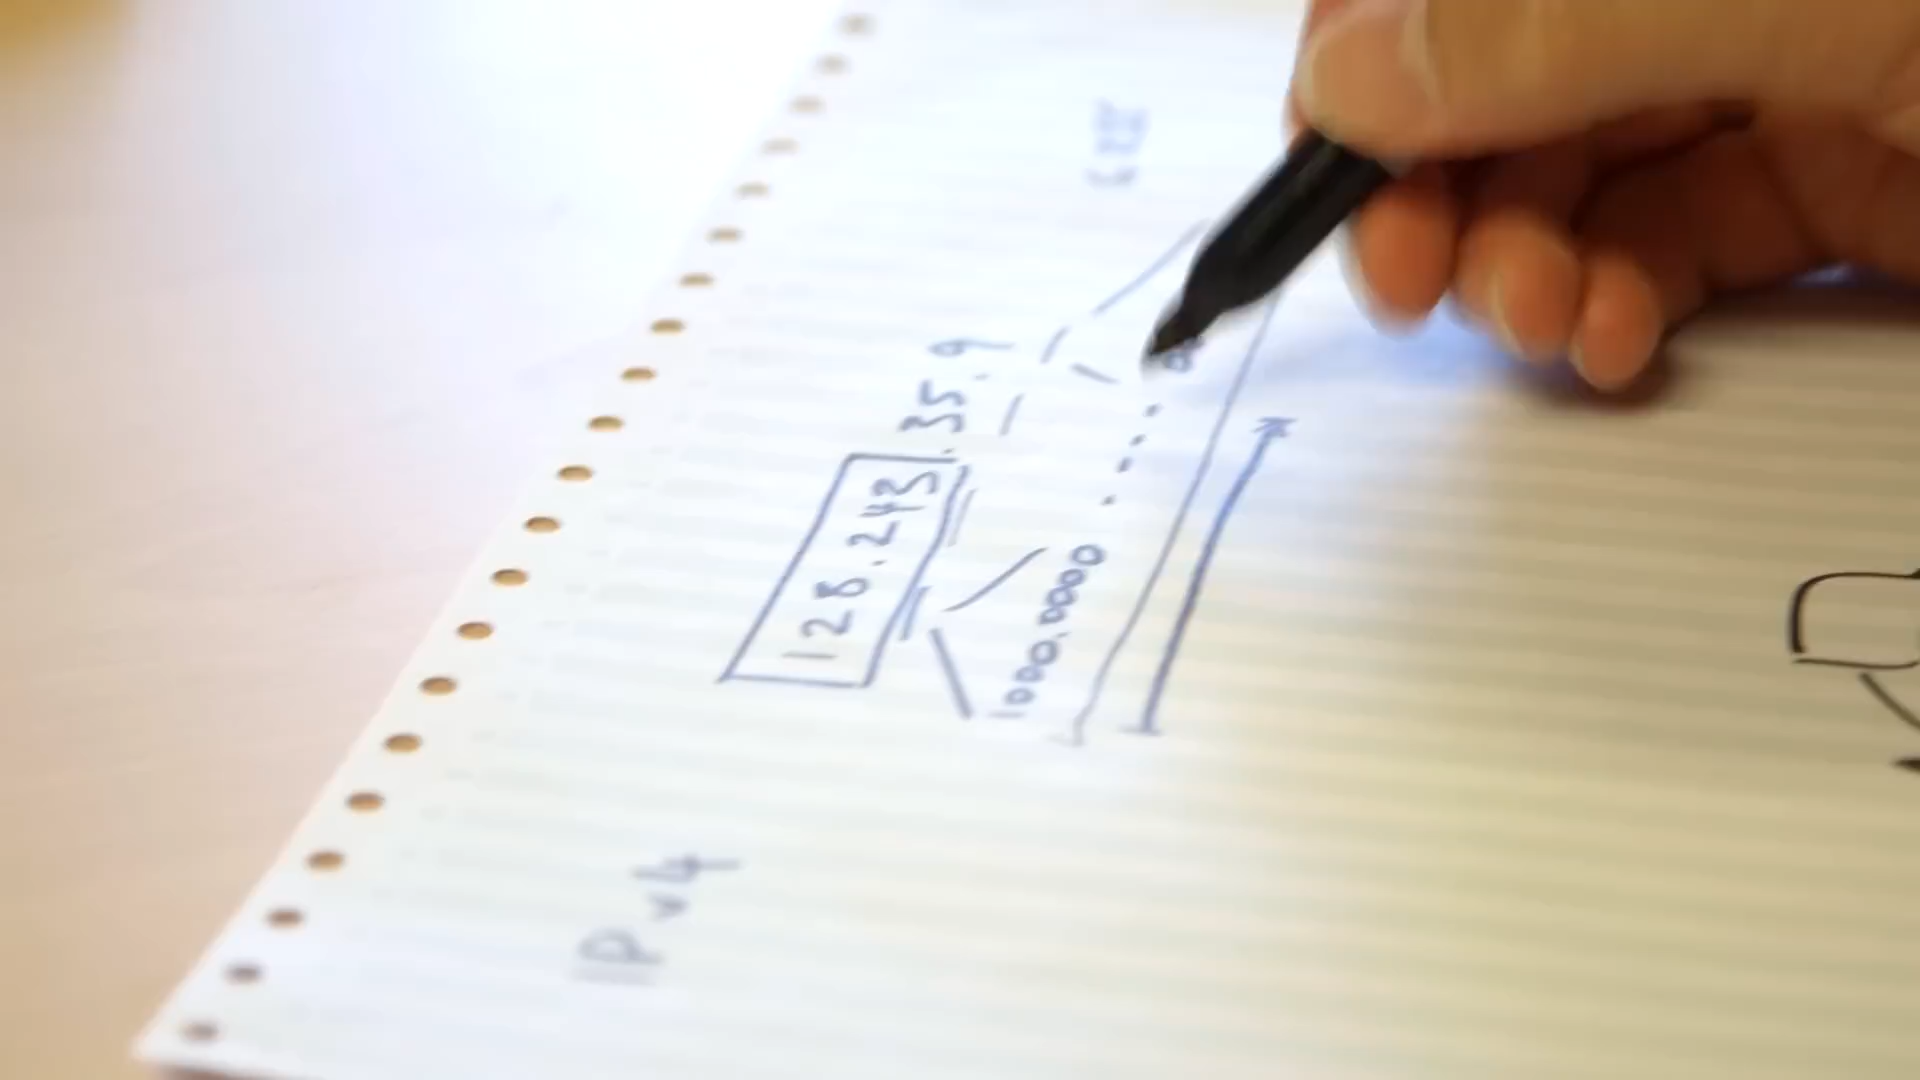 IPv4
128.243.35.9
1000.0000 . . . .